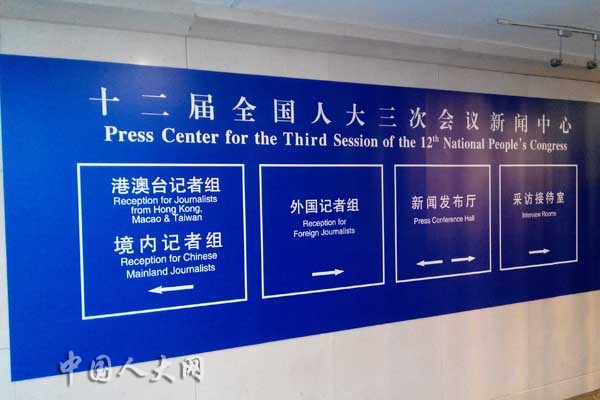 十二届全国人大三次会议新闻中心
Press Center for the Third Session of the 12th National People's Congress
港澳台记者组
Reception for Journalists
from Hong Kong,
Macao & Taiwan
境内记者组
Reception for Chinese
Mainland Journalists
外国记者组
Reception for
Foreign Journalists
新闻发布厅
Press Conference Hall
采访接待室
Interview Rooms
中国人大网